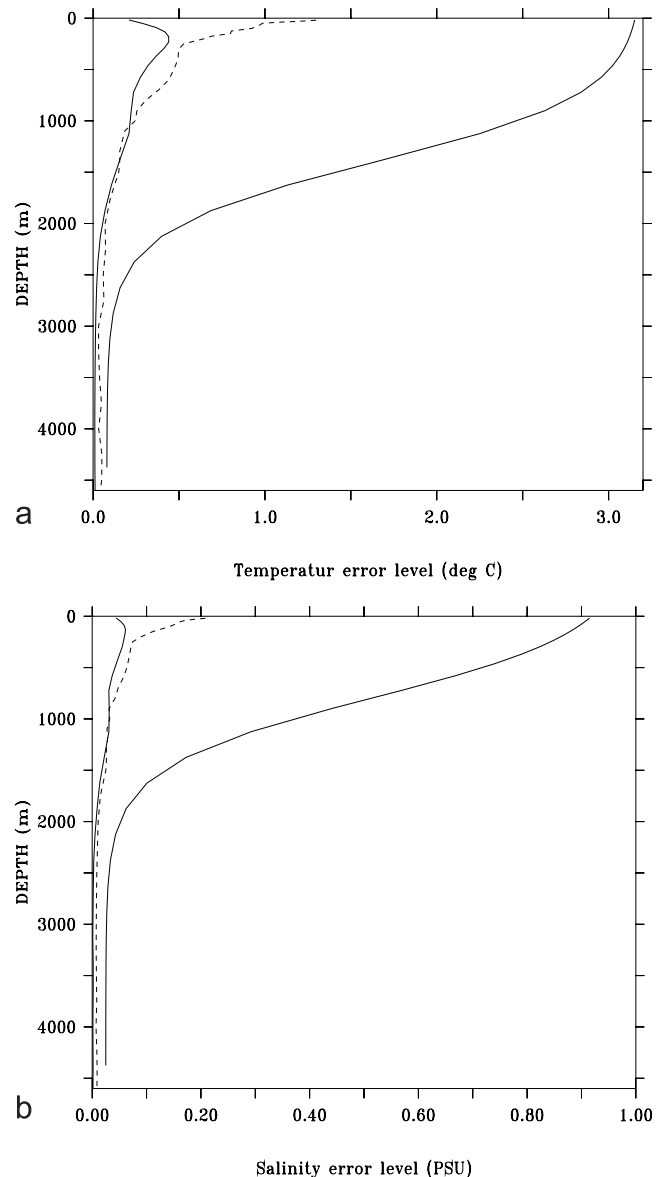 0
1000
2000
3000
4000
DEPTH (m)
a
0.0 1.0 2.0 3.0
Temperatur error level (deg C)
0
1000
2000
3000
4000
DEPTH (m)
b
0.00 0.20 0.40 0.60 0.80 1.00
Salinity error level (PSU)